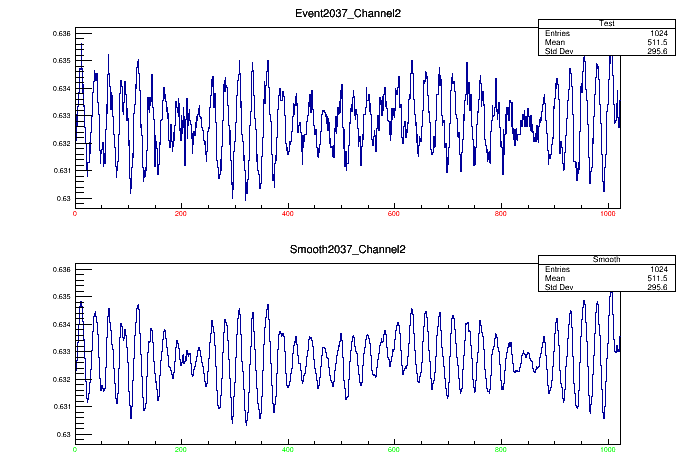 Event2037_Channel2
Test
Entries 1024
Mean 511.5
Std Dev 295.6
0.636
0.635
0.634
0.633
0.632
0.631
0.63
0 200 400 600 800 1000
Smooth2037_Channel2
Smooth
Entries 1024
Mean 511.5
Std Dev 295.6
0.636
0.635
0.634
0.633
0.632
0.631
0.63
0 200 400 600 800 1000